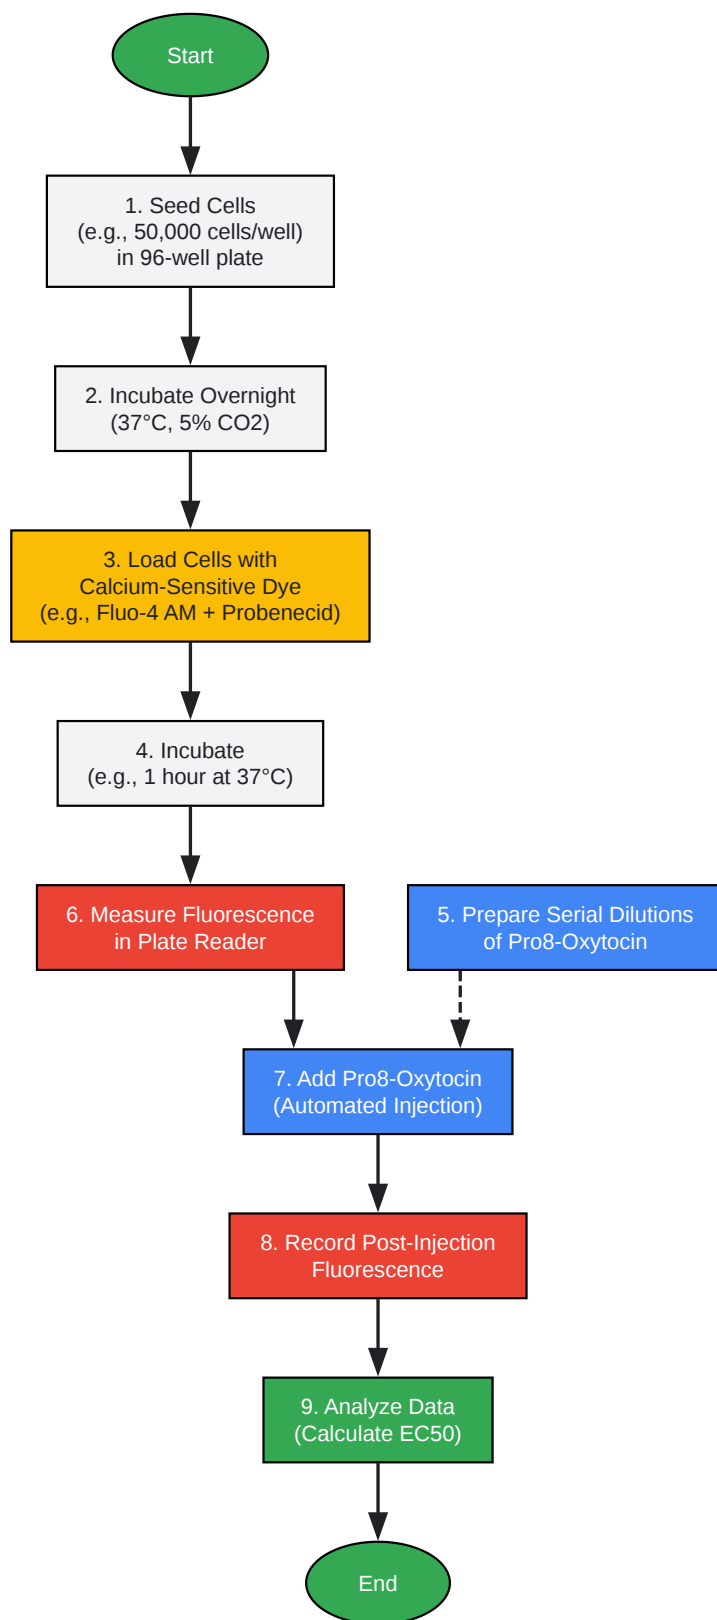 Start
1. Seed Cells
(e.g., 50,000 cells/well)
in 96-well plate
2. Incubate Overnight
(37°C, 5% CO2)
3. Load Cells with
Calcium-Sensitive Dye
(e.g., Fluo-4 AM + Probenecid)
4. Incubate
(e.g., 1 hour at 37°C)
6. Measure Fluorescence
in Plate Reader
5. Prepare Serial Dilutions
of Pro8-Oxytocin
7. Add Pro8-Oxytocin
(Automated Injection)
8. Record Post-Injection
Fluorescence
9. Analyze Data
(Calculate EC50)
End